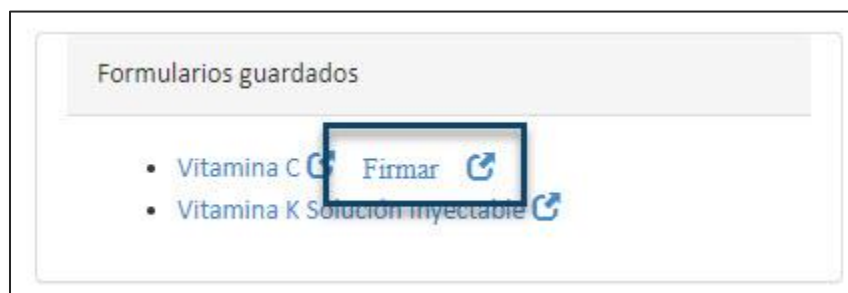 Formularios guardados
Vitamina C Firmar
Vitamina K Solución Inyectable